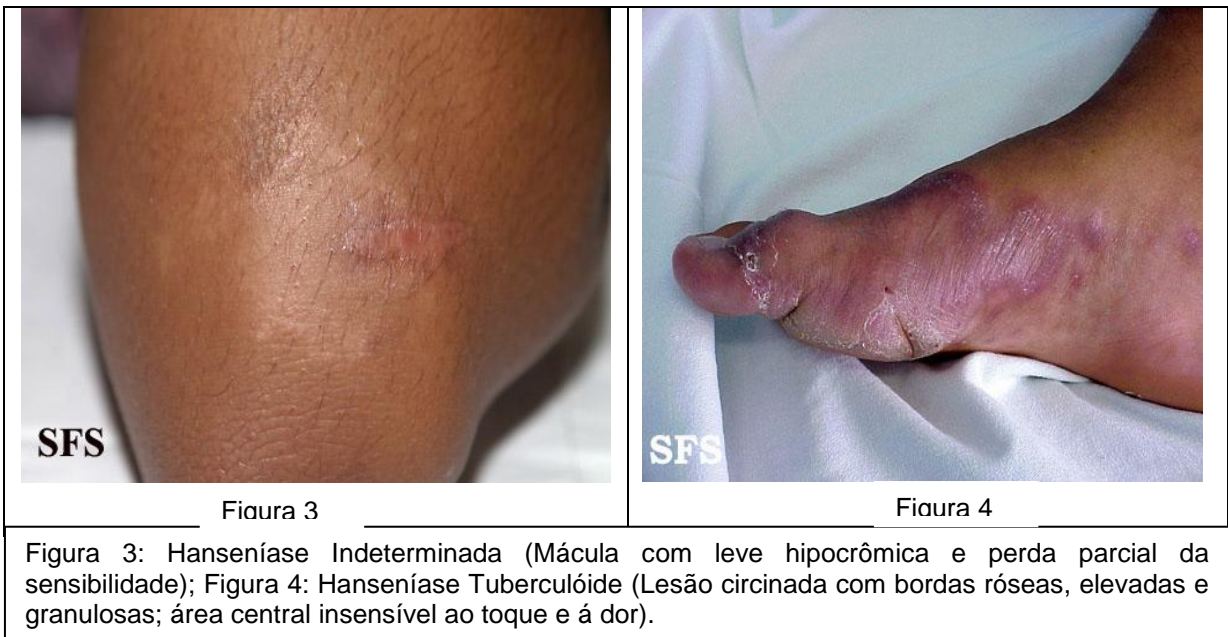 SFS
SFS
Figura 3
Figura 4
Figura 3: Hanseníase Indeterminada (Mácula com leve hipocrômica e perda parcial da
sensibilidade); Figura 4: Hanseníase Tuberculóide (Lesão circinada com bordas róseas, elevadas e
granulosas; área central insensível ao toque e á dor).